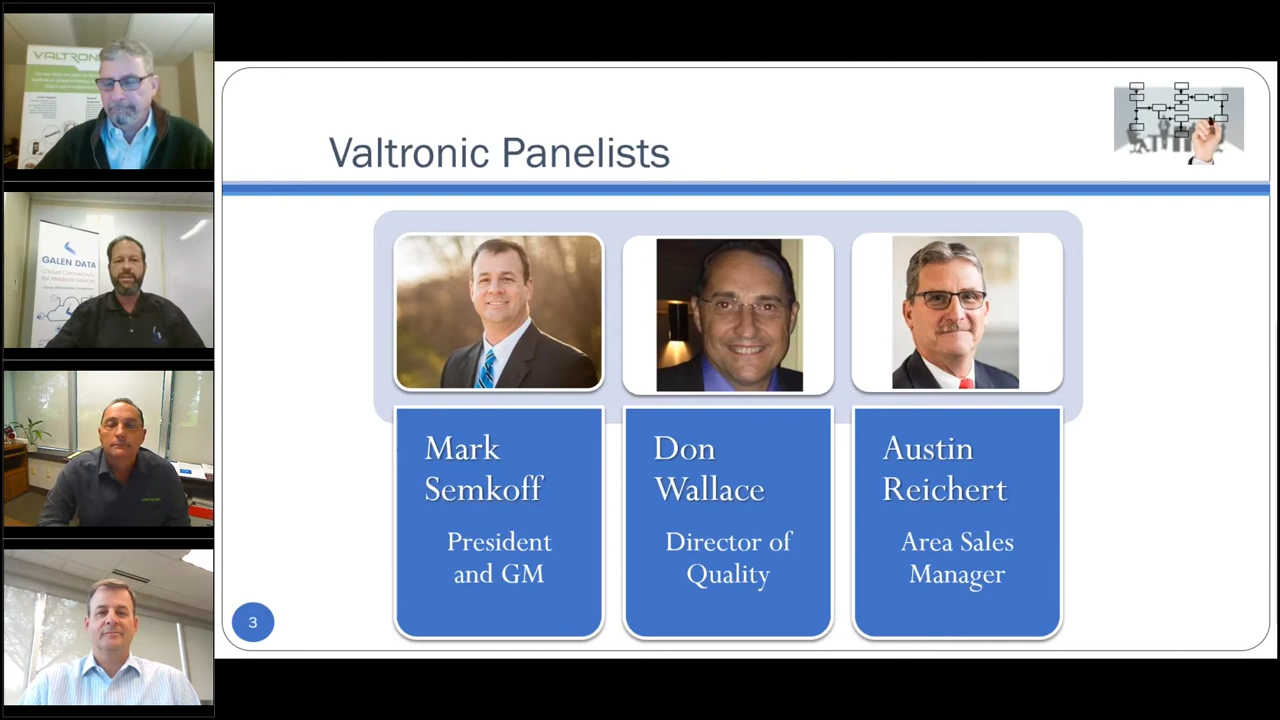 VALTRONIC
GALEN DATA
Cloud Connectivity
for Medical Devices
Valtronic Panelists
Mark
Semkoff
President
and GM
Don
Wallace
Director of
Quality
Austin
Reichert
Area Sales
Manager
3